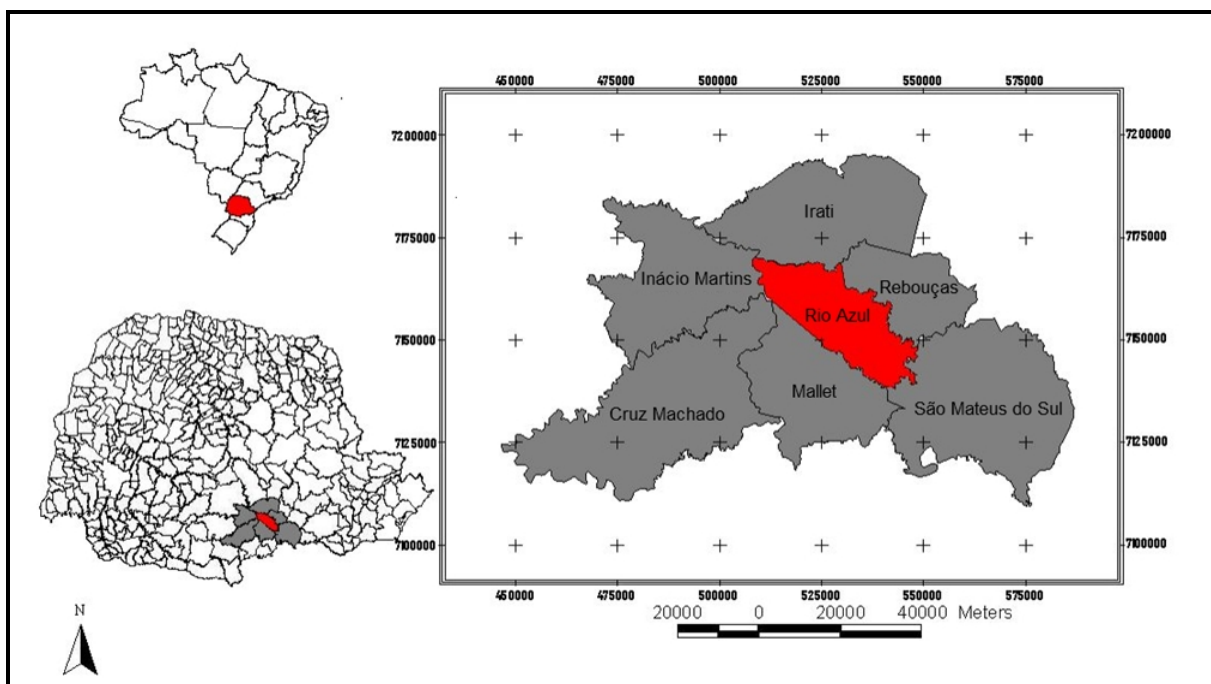 450000 475000 500000 525000 550000 575000
7200000 7200000
Irati
7175000 7175000
Inácio Martins
Rebouças
Rio Azul
7150000 7150000
Mallet
São Mateus do Sul
Cruz Machado
7125000 7125000
7100000 7100000
450000 475000 500000 525000 550000 575000
N
20000 0 20000 40000 Meters